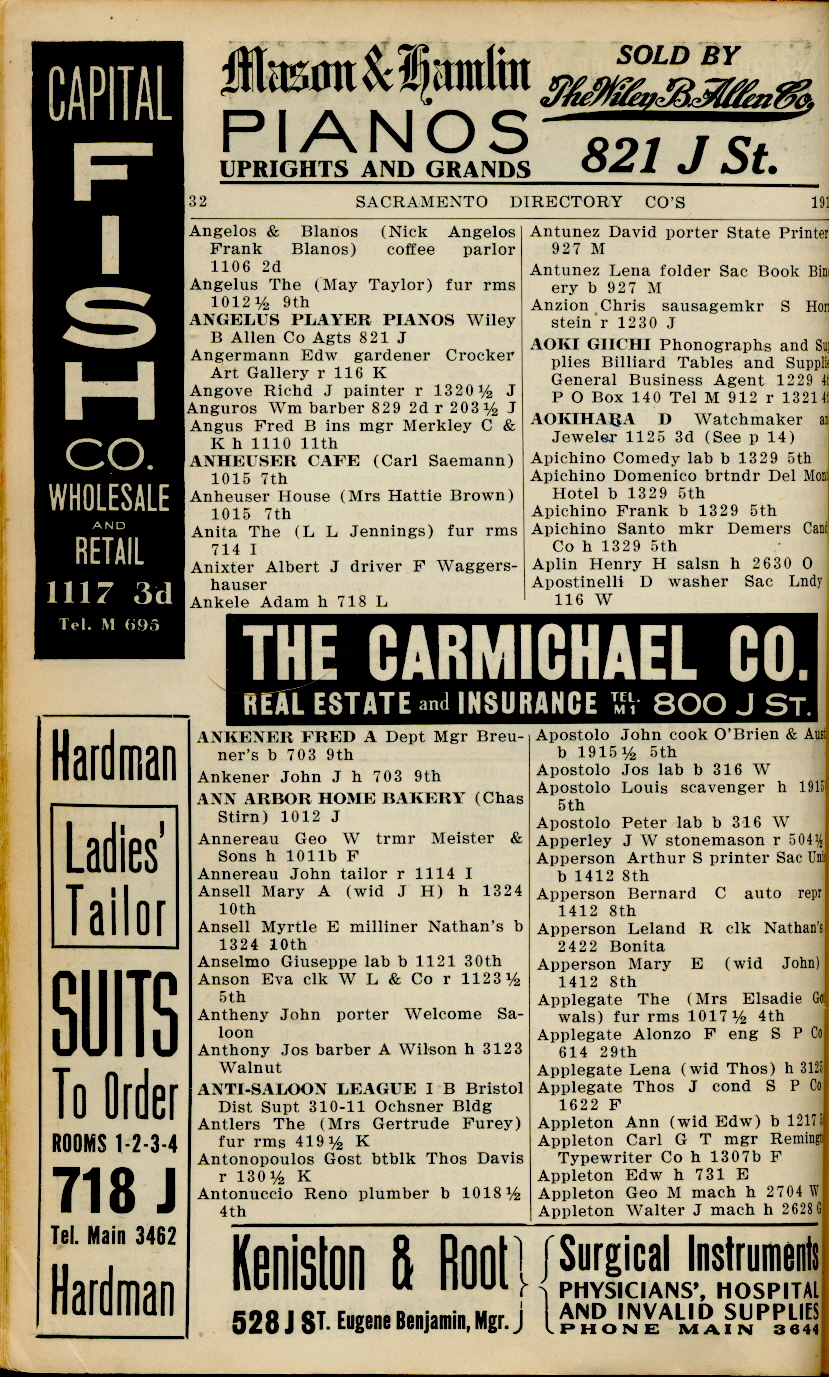 CAPITAL
FISH
CO.
WHOLESALE
AND
RETAIL
1117 3d
Tel. M 695
Mason & Hamlin
PIANOS
UPRIGHTS AND GRANDS
SOLD BY
The Wiley B. Allen Co.
821 J St.
32 SACRAMENTO DIRECTORY CO'S 191
Angelos & Blanos (Nick Angelos
Frank Blanos) coffee parlor
1106 2d
Angelus The (May Taylor) fur rms
1012½ 9th
ANGELUS PLAYER PIANOS Wiley
B Allen Co Agts 821 J
Angermann Edw gardener Crocker
Art Gallery r 116 K
Angove Richd J painter r 1320½ J
Anguros Wm barber 829 2d r 203½ J
Angus Fred B ins mgr Merkley C &
K h 1110 11th
ANHEUSER CAFE (Carl Saemann)
1015 7th
Anheuser House (Mrs Hattie Brown)
1015 7th
Anita The (L L Jennings) fur rms
714 I
Anixter Albert J driver F Waggers-
hauser
Ankele Adam h 718 L
Antunez David porter State Printer
927 M
Antunez Lena folder Sac Book Bin
ery b 927 M
Anzion Chris sausagemkr S Hor
stein r 1230 J
AOKI GIICHI Phonographs and Su
plies Billiard Tables and Suppli
General Business Agent 1229 4
P O Box 140 Tel M 912 r 1321 4
AOKIHARA D Watchmaker a
Jeweler 1125 3d (See p 14)
Apichino Comedy lab b 1329 5th
Apichino Domenico brtndr Del Mon
Hotel b 1329 5th
Apichino Frank b 1329 5th
Apichino Santo mkr Demers Can
Co h 1329 5th
Aplin Henry H salsn h 2630 O
Apostinelli D washer Sac Lndy
116 W
THE CARMICHAEL CO.
REAL ESTATE and INSURANCE TEL. M 1 800 J ST.
ANKENER FRED A Dept Mgr Breu-
ner's b 703 9th
Ankener John J h 703 9th
ANN ARBOR HOME BAKERY (Chas
Stirn) 1012 J
Annereau Geo W trmr Meister &
Sons h 1011b F
Annereau John tailor r 1114 I
Ansell Mary A (wid J H) h 1324
10th
Ansell Myrtle E milliner Nathan's b
1324 10th
Anselmo Giuseppe lab b 1121 30th
Anson Eva clk W L & Co r 1123½
5th
Antheny John porter Welcome Sa-
loon
Anthony Jos barber A Wilson h 3123
Walnut
ANTI-SALOON LEAGUE I B Bristol
Dist Supt 310-11 Ochsner Bldg
Antlers The (Mrs Gertrude Furey)
fur rms 419½ K
Antonopoulos Gost btblk Thos Davis
r 130½ K
Antonuccio Reno plumber b 1018½
4th
Apostolo John cook O'Brien & Aus
b 1915½ 5th
Apostolo Jos lab b 316 W
Apostolo Louis scavenger h 1915
5th
Apostolo Peter lab b 316 W
Apperley J W stonemason r 504½
Apperson Arthur S printer Sac Un
b 1412 8th
Apperson Bernard C auto repr
1412 8th
Apperson Leland R clk Nathan's
2422 Bonita
Apperson Mary E (wid John)
1412 8th
Applegate The (Mrs Elsadie Go
wals) fur rms 1017½ 4th
Applegate Alonzo F eng S P Co
614 29th
Applegate Lena (wid Thos) h 3125
Applegate Thos J cond S P Co
1622 F
Appleton Ann (wid Edw) b 1217
Appleton Carl G T mgr Remingt
Typewriter Co h 1307b F
Appleton Edw h 731 E
Appleton Geo M mach h 2704 W
Appleton Walter J mach h 2628 G
Hardman
Ladies'
Tailor
SUITS
To Order
ROOMS 1-2-3-4
718 J
Tel. Main 3462
Hardman
Keniston & Root
528 J ST. Eugene Benjamin, Mgr.
Surgical Instruments
PHYSICIANS', HOSPITAL
AND INVALID SUPPLIES
PHONE MAIN 3644